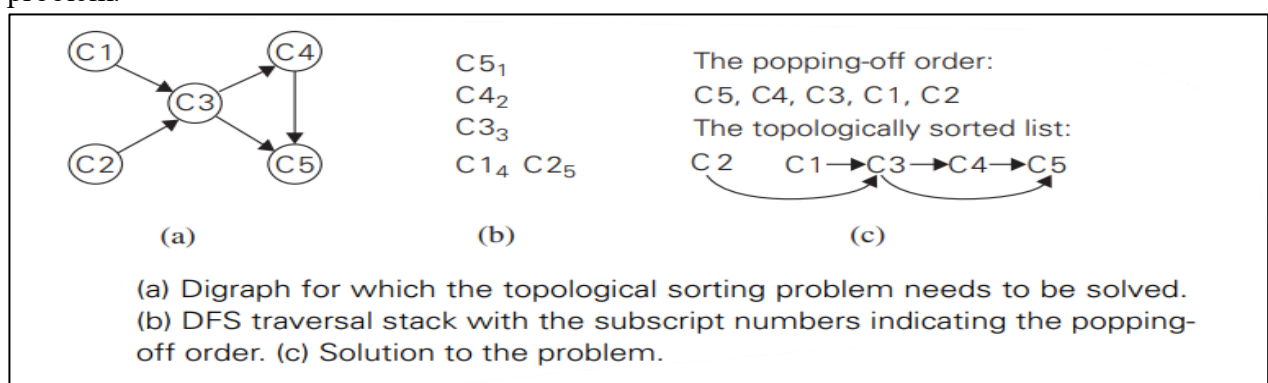 C1
C4
C3
C2
C5
(a)
C5₁
C4₂
C3₃
C1₄ C2₅
(b)
The popping-off order:
C5, C4, C3, C1, C2
The topologically sorted list:
C2 C1 C3 C4 C5
(c)
(a) Digraph for which the topological sorting problem needs to be solved.
(b) DFS traversal stack with the subscript numbers indicating the popping-
off order. (c) Solution to the problem.